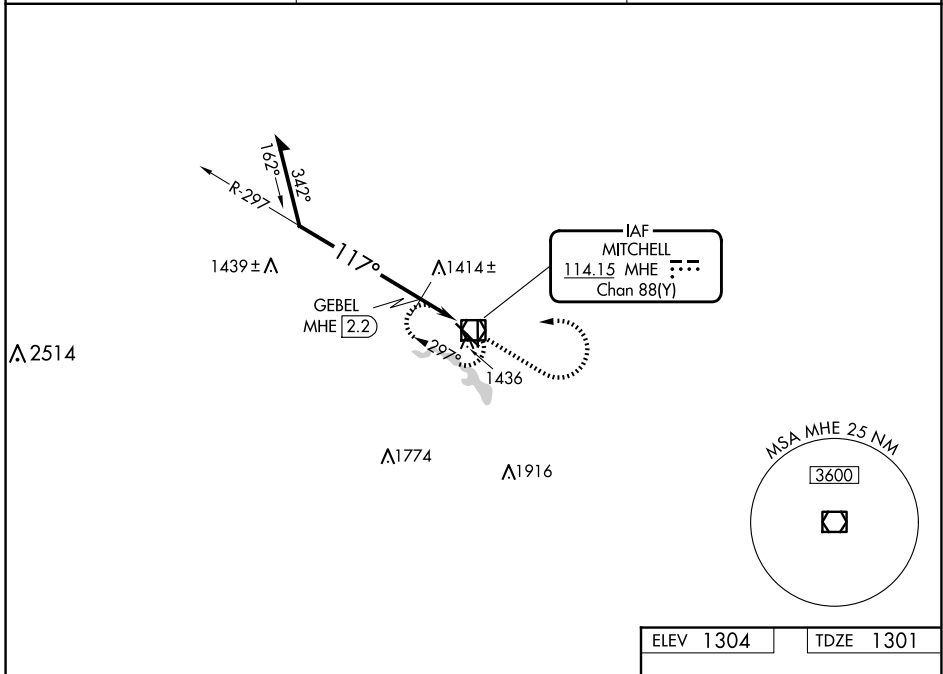 162°
342°
R-297
117°
1439±
1414±
GEBEL
MHE 2.2
297°
1436
2514
1774
1916
IAF
MITCHELL
114.15 MHE
Chan 88(Y)
MSA MHE 25 NM
3600
ELEV 1304
TDZE 1301